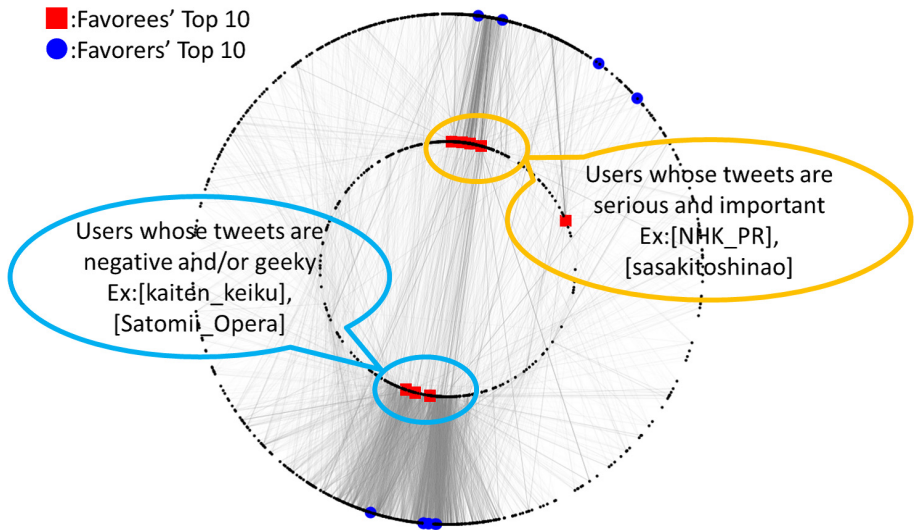 :Favorees' Top 10
:Favorers' Top 10
Users whose tweets are
serious and important
Ex:[NHK_PR],
[sasakitoshinao]
Users whose tweets are
negative and/or geeky
Ex:[kaiten_keiku],
[Satomii_Opera]